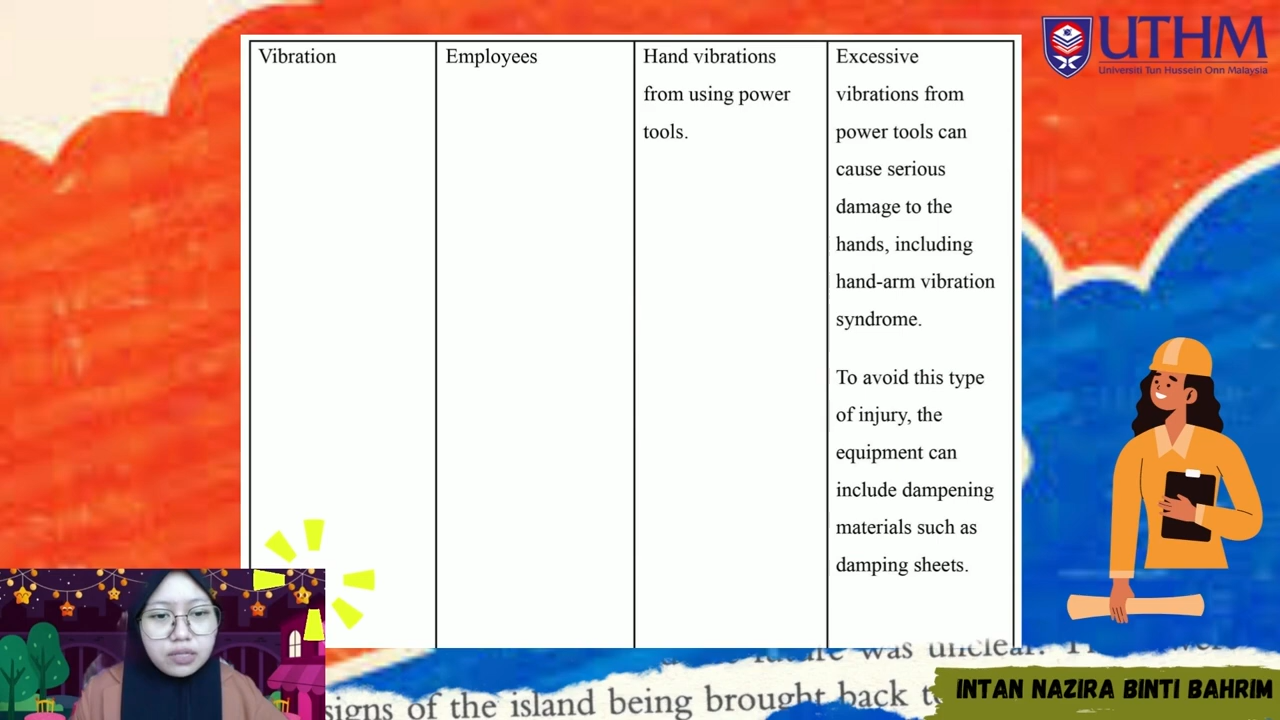 Vibration
Employees
Hand vibrations
from using power
tools.
Excessive
vibrations from
power tools can
cause serious
damage to the
hands, including
hand-arm vibration
syndrome.
To avoid this type
of injury, the
equipment can
include dampening
materials such as
damping sheets.
UTHM
Universiti Tun Hussein Onn Malaysia
was unclear.
signs of the island being brought back
INTAN NAZIRA BINTI BAHRIM